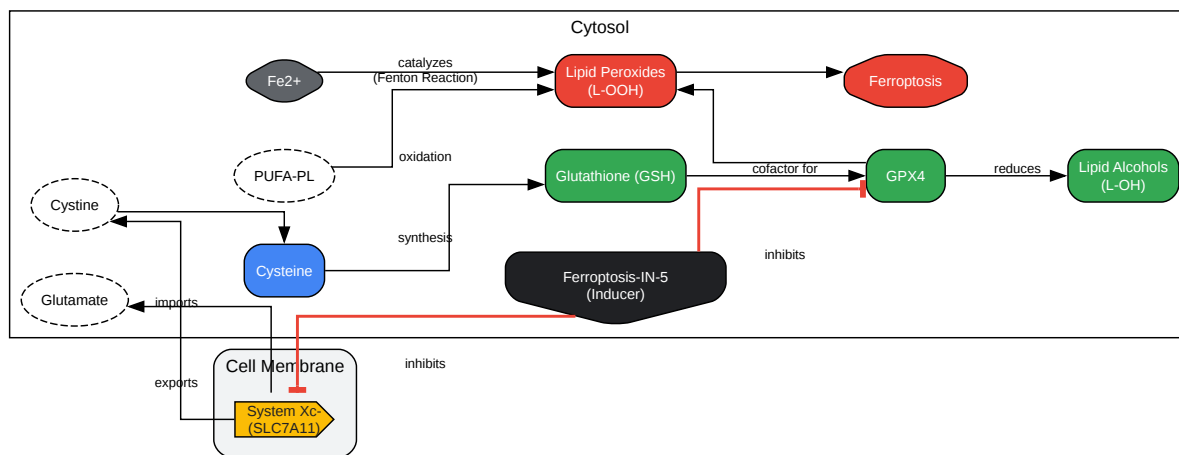 Cytosol
Fe2+
catalyzes
(Fenton Reaction)
Lipid Peroxides
(L-OOH)
Ferroptosis
PUFA-PL
oxidation
Glutathione (GSH)
cofactor for
GPX4
reduces
Lipid Alcohols
(L-OH)
Cystine
synthesis
Cysteine
inhibits
Ferroptosis-IN-5
(Inducer)
Glutamate
imports
Cell Membrane
inhibits
exports
System Xc-
(SLC7A11)